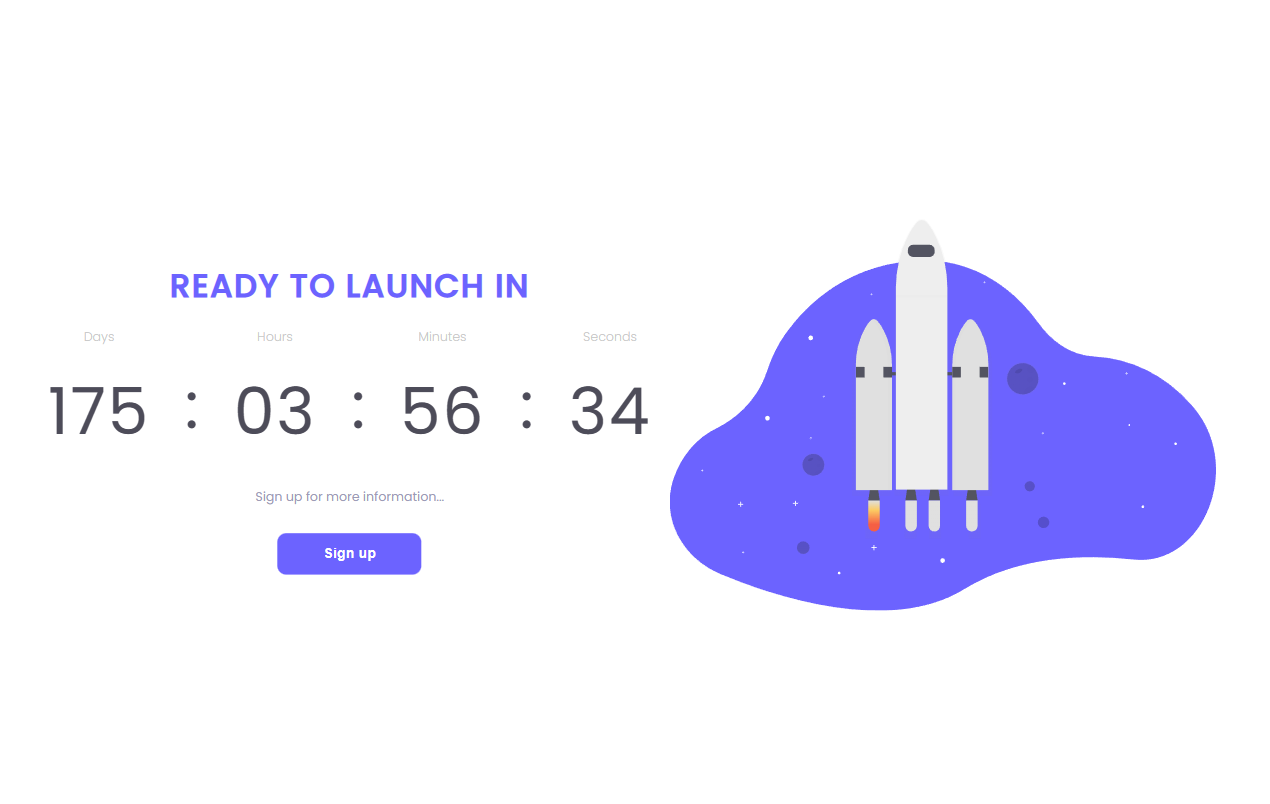 READY TO LAUNCH IN
Days Hours Minutes Seconds
175 : 03 : 56 : 34
Sign up for more information...
Sign up